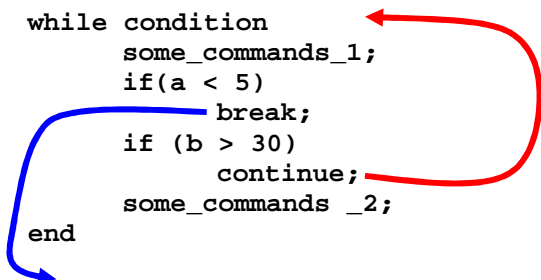 while condition
some_commands_1;
if(a < 5)
break;
if (b > 30)
continue;
some_commands _2;
end